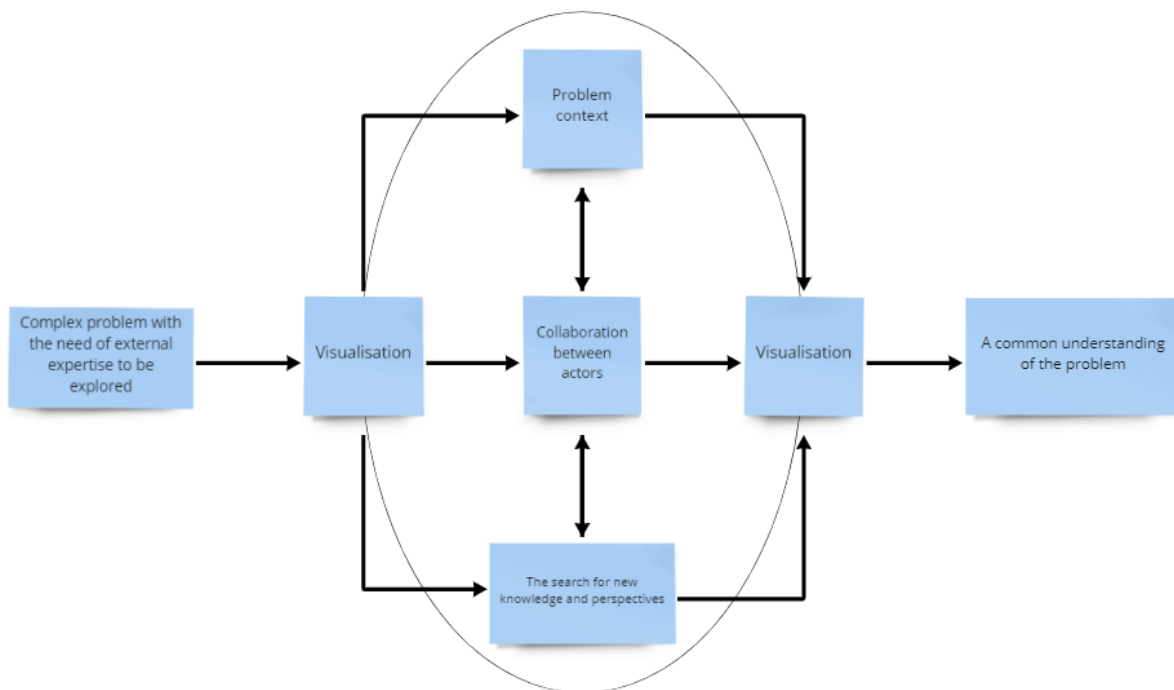 Problem
context
Complex problem with
the need of external
expertise to be
explored
Visualisation
Collaboration
between
actors
Visualisation
A common understanding
of the problem
The search for new
knowledge and perspectives